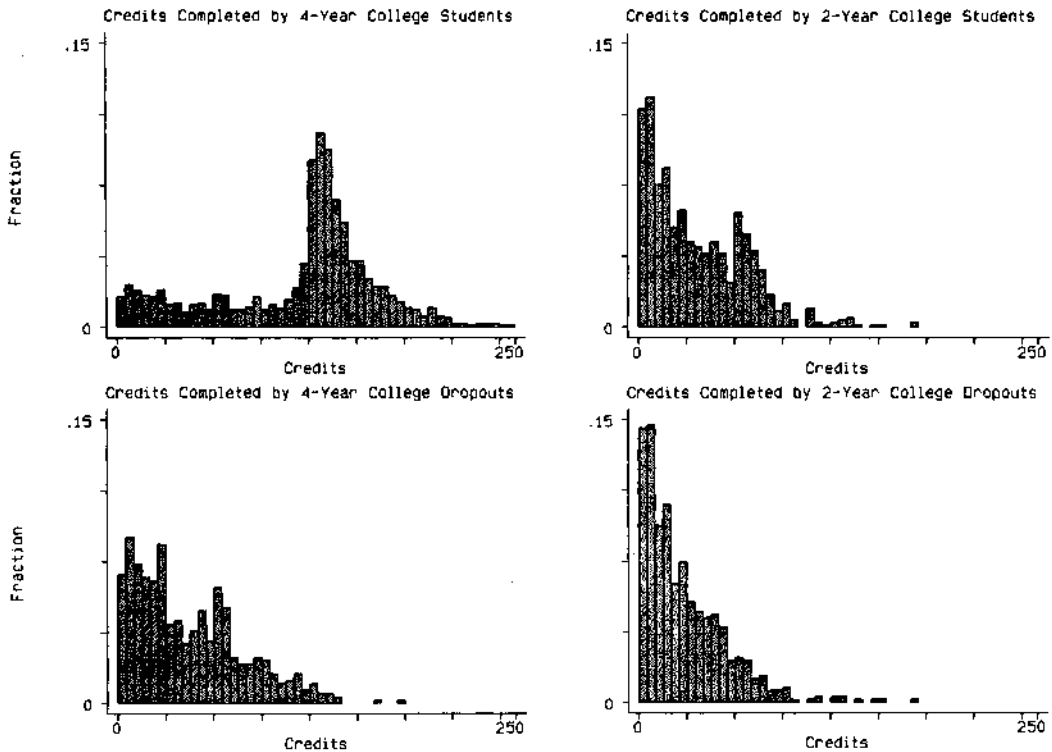 Credits Completed by 4-Year College Students
.15
Fraction
0
0
250
Credits
Credits Completed by 2-Year College Students
.15
0
0
250
Credits
Credits Completed by 4-Year College Dropouts
.15
Fraction
0
0
250
Credits
Credits Completed by 2-Year College Dropouts
.15
0
0
250
Credits